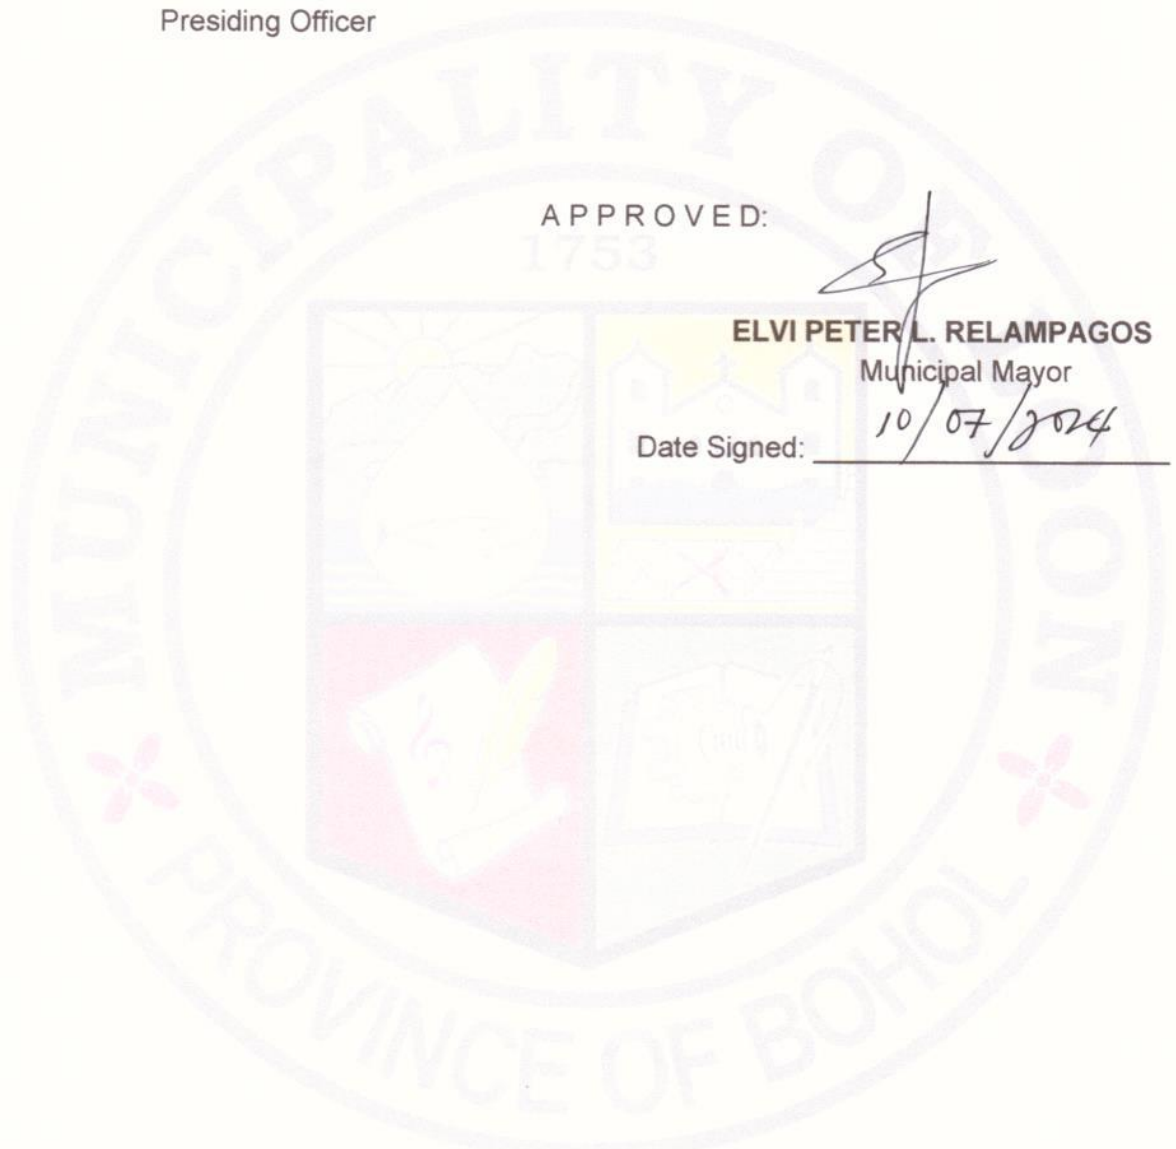 Presiding Officer
APPROVED:
ELVI PETER L. RELAMPAGOS
Municipal Mayor
Date Signed: 10/07/2024
MUNICIPALITY OF LOON
1753
PROVINCE OF BOHOL